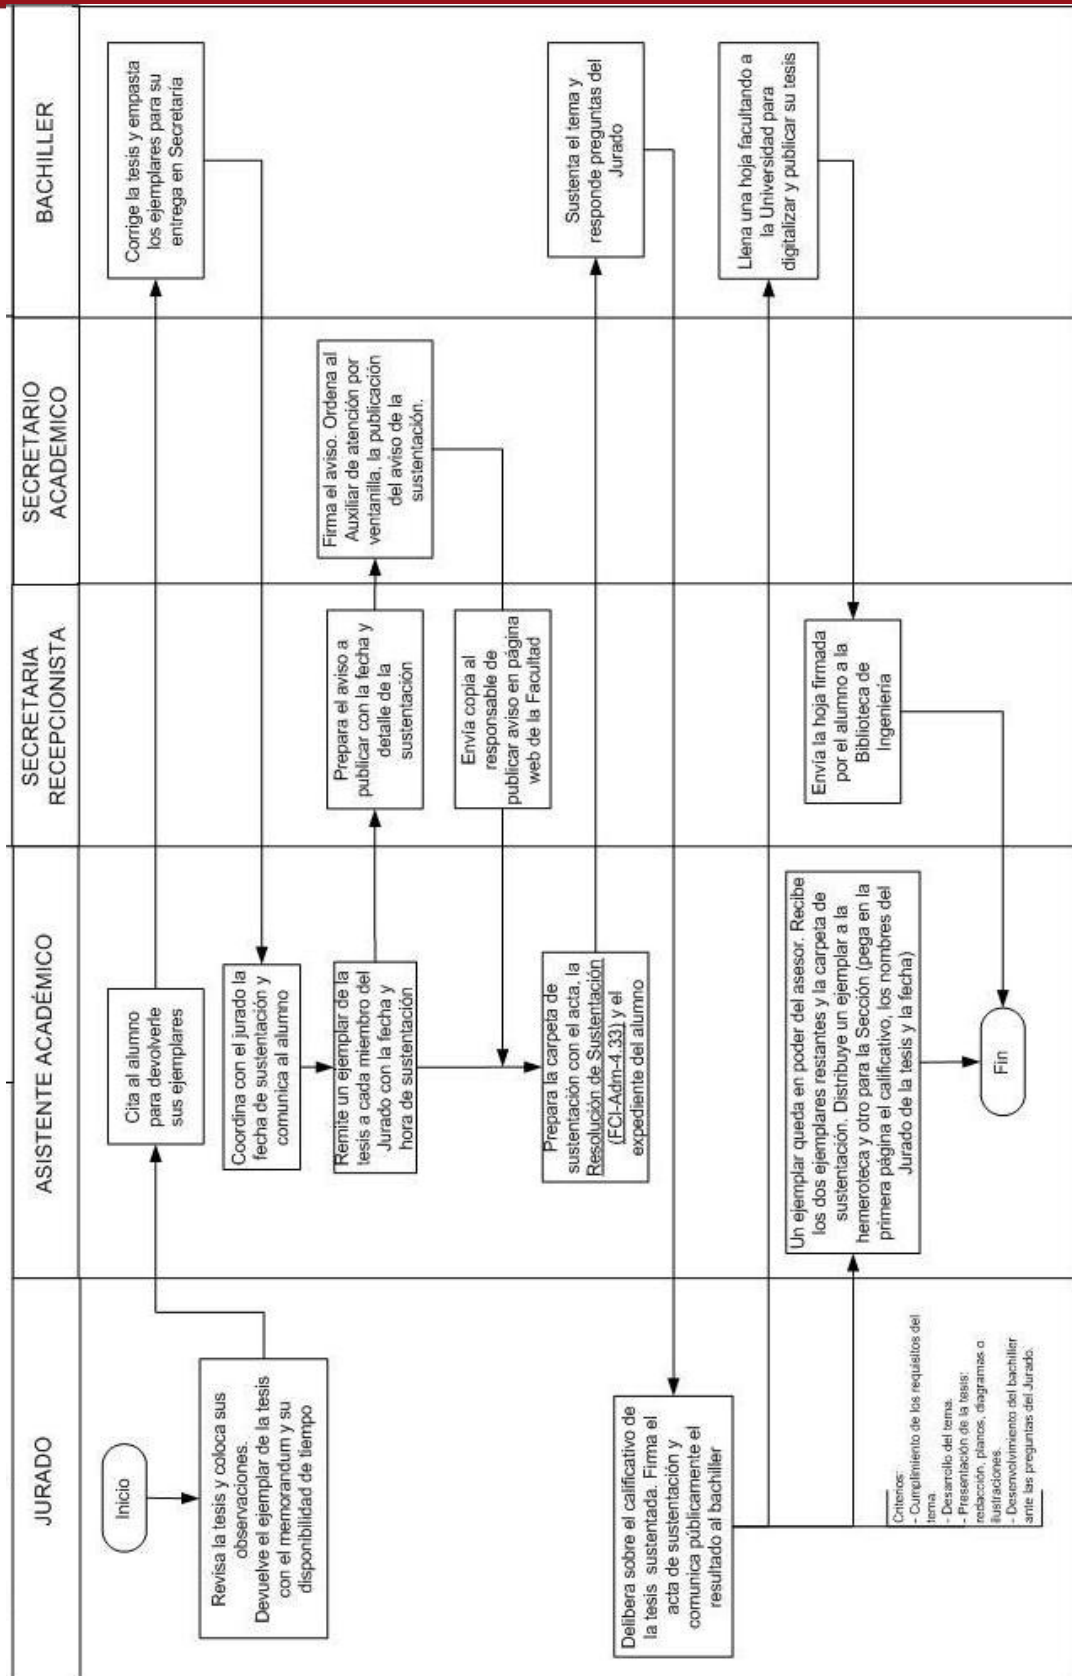 JURADO
ASISTENTE ACADÉMICO
SECRETARIA
RECEPCIONISTA
SECRETARIO
ACADEMICO
BACHILLER
Inicio
Revisa la tesis y coloca sus
observaciones.
Devuelve el ejemplar de la tesis
con el memorandum y su
disponibilidad de tiempo
Cita al alumno
para devolverle
sus ejemplares
Corrige la tesis y empasta
los ejemplares para su
entrega en Secretaría
Coordina con el jurado la
fecha de sustentación y
comunica al alumno
Remite un ejemplar de la
tesis a cada miembro del
Jurado con la fecha y
hora de sustentación
Prepara el aviso a
publicar con la fecha y
detalle de la
sustentación
Firma el aviso. Ordena al
Auxiliar de atención por
ventanilla, la publicación
del aviso de la
sustentación.
Envía copia al
responsable de
publicar aviso en página
web de la Facultad
Prepara la carpeta de
sustentación con el acta, la
Resolución de Sustentación
(FCI-Adm-4.33) y el
expediente del alumno
Sustenta el tema y
responde preguntas del
Jurado
Delibera sobre el calificativo de
la tesis sustentada. Firma el
acta de sustentación y
comunica públicamente el
resultado al bachiller
Llena una hoja facultando a
la Universidad para
digitalizar y publicar su tesis
Un ejemplar queda en poder del asesor. Recibe
los dos ejemplares restantes y la carpeta de
sustentación. Distribuye un ejemplar a la
hemeroteca y otro para la Sección (pega en la
primera página el calificativo, los nombres del
Jurado de la tesis y la fecha)
Envía la hoja firmada
por el alumno a la
Biblioteca de
Ingeniería
Criterios:
- Cumplimiento de los requisitos del
tema.
- Desarrollo del tema.
- Presentación de la tesis:
redacción, planos, diagramas o
ilustraciones.
- Desenvolvimiento del bachiller
ante las preguntas del Jurado.
Fin